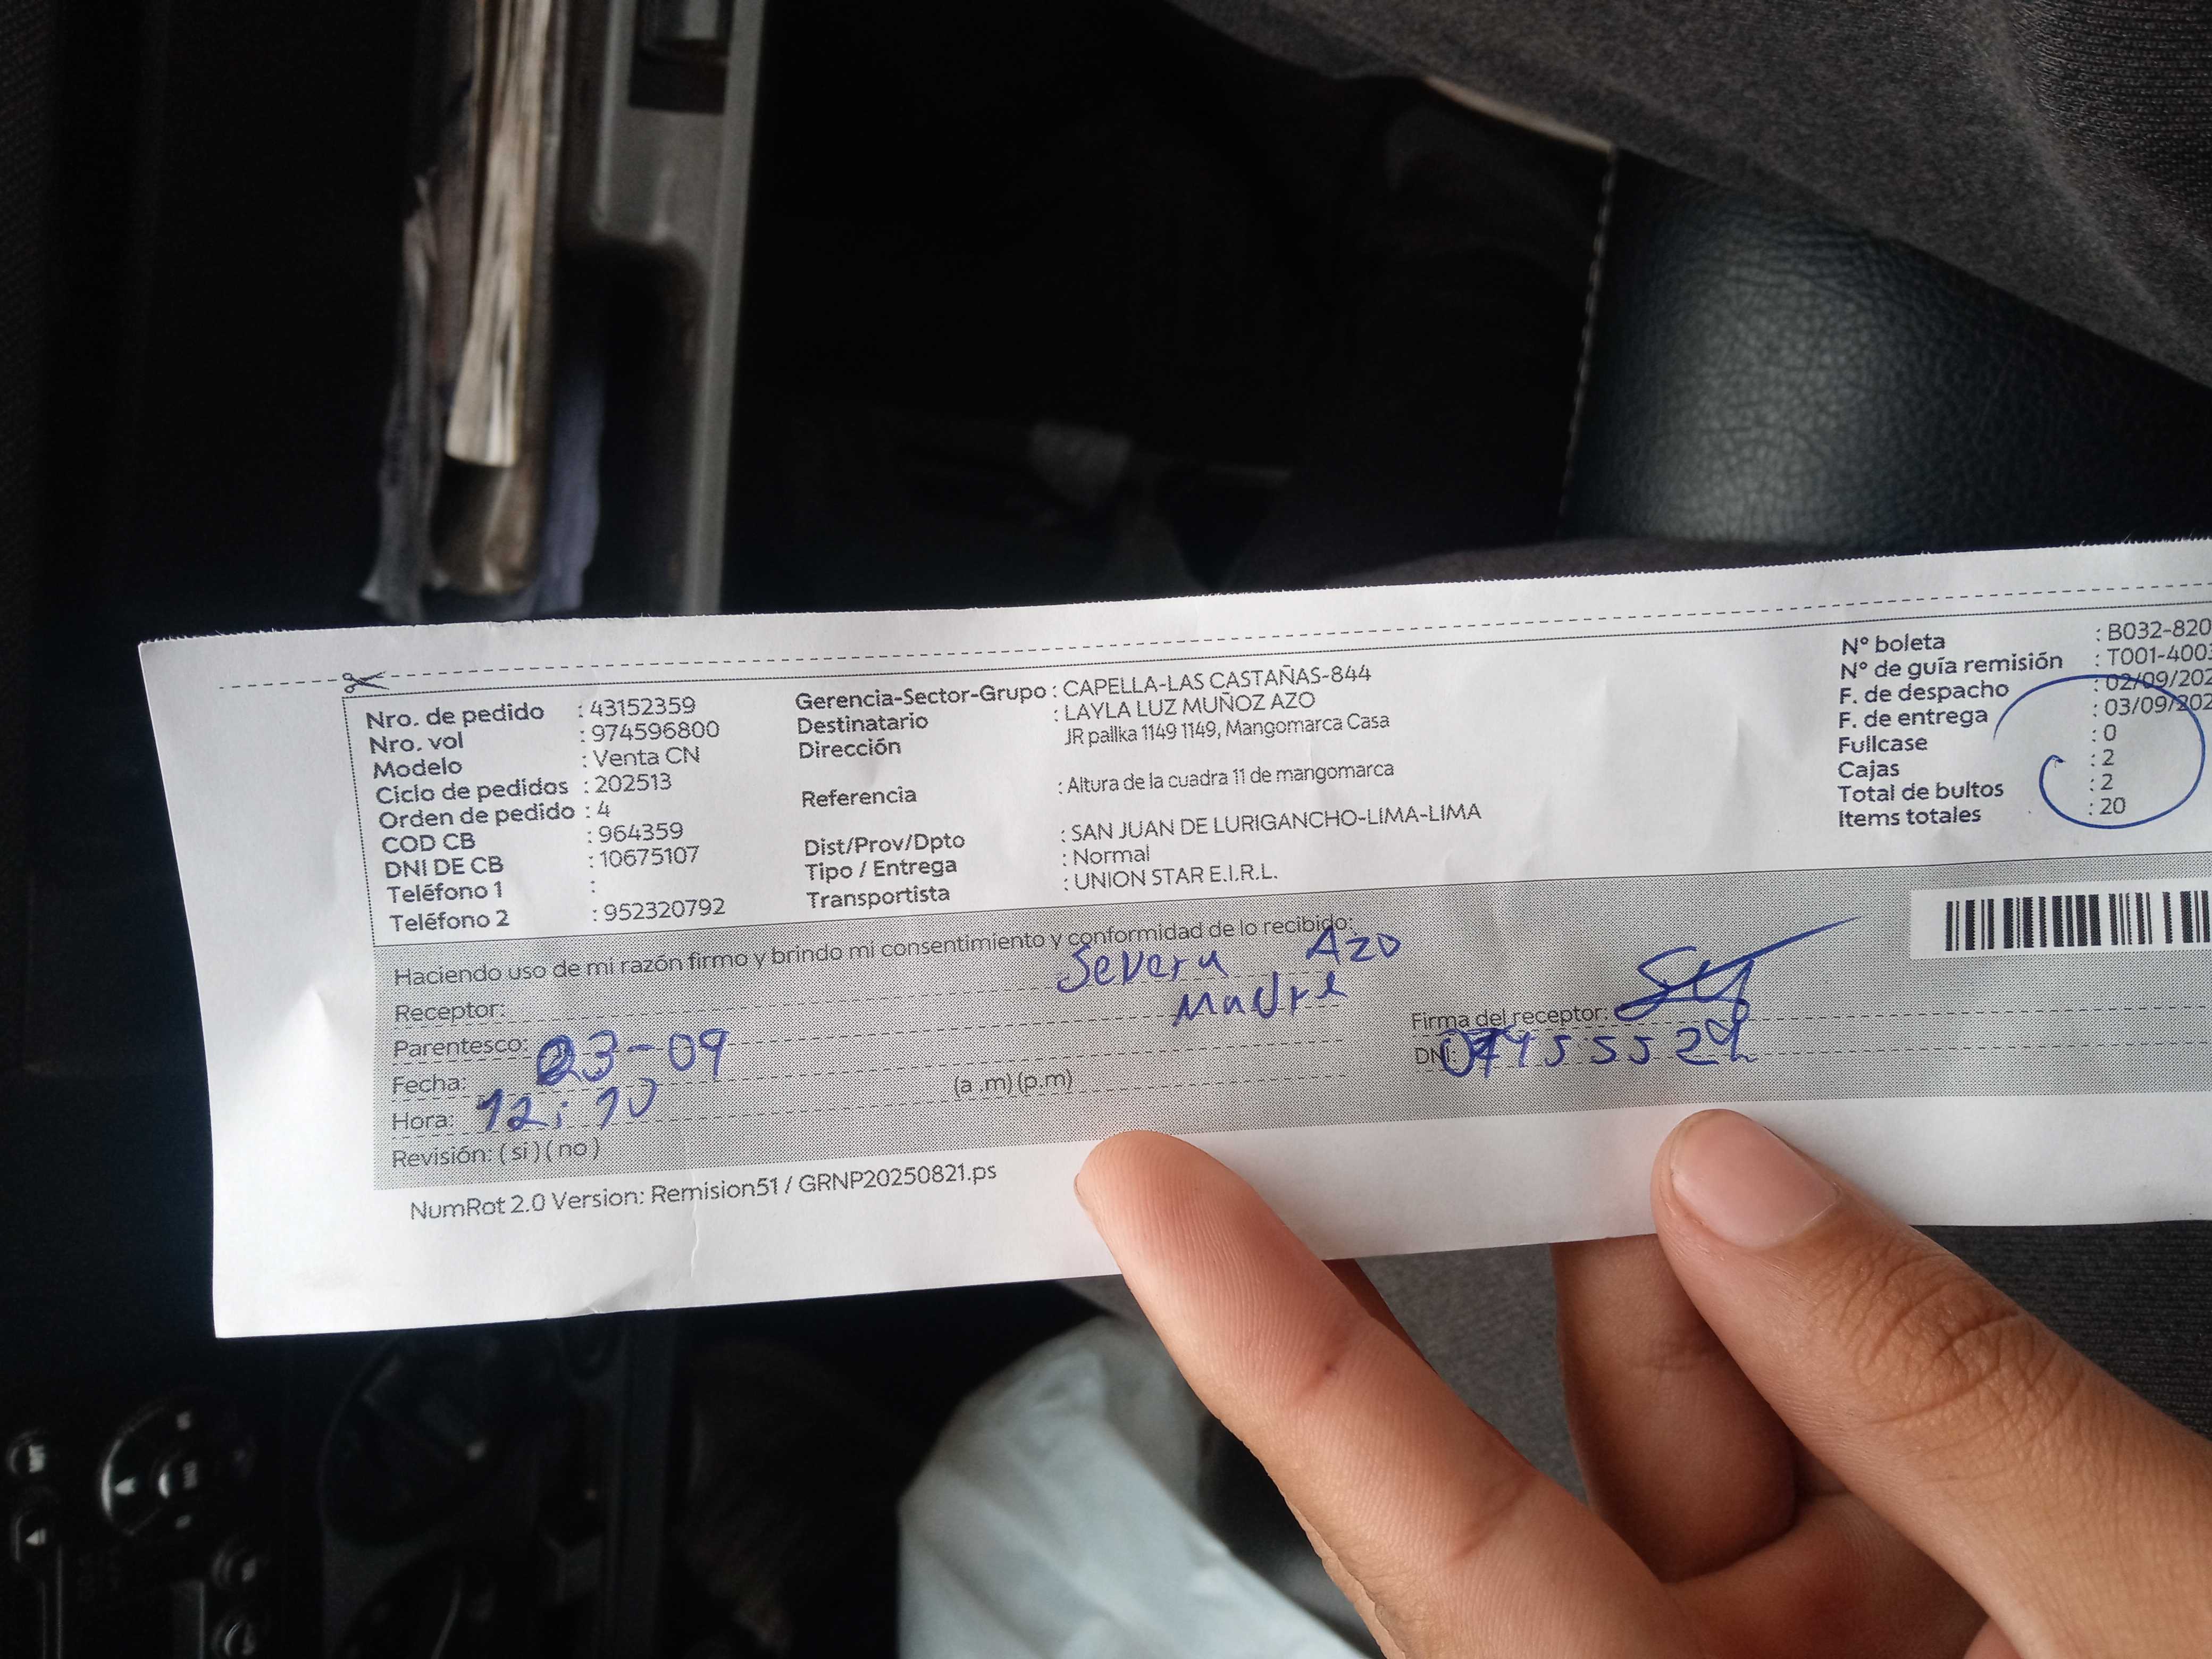 Nro. de pedido : 43152359
Nro. vol : 974596800
Modelo : Venta CN
Ciclo de pedidos : 202513
Orden de pedido : 4
COD CB : 964359
DNI DE CB : 10675107
Teléfono 1 :
Teléfono 2 : 952320792
Gerencia-Sector-Grupo : CAPELLA-LAS CASTAÑAS-844
Destinatario : LAYLA LUZ MUÑOZ AZO
Dirección JR pallka 1149 1149, Mangomarca Casa
Referencia : Altura de la cuadra 11 de mangomarca
Dist/Prov/Dpto : SAN JUAN DE LURIGANCHO-LIMA-LIMA
Tipo / Entrega : Normal
Transportista : UNION STAR E.I.R.L.
N° boleta : B032-820
N° de guía remisión : T001-400
F. de despacho : 02/09/202
F. de entrega : 03/09/202
Fullcase : 0
Cajas : 2
Total de bultos : 2
Items totales : 20
Haciendo uso de mi razón firmo y brindo mi consentimiento y conformidad de lo recibido:
Receptor: Severa Azo
Parentesco: Madre
Fecha: 03-09
Hora: 12:10 (a .m) (p.m)
Revisión: ( si ) ( no )
Firma del receptor:
DNI:
NumRot 2.0 Version: Remision51 / GRNP20250821.ps